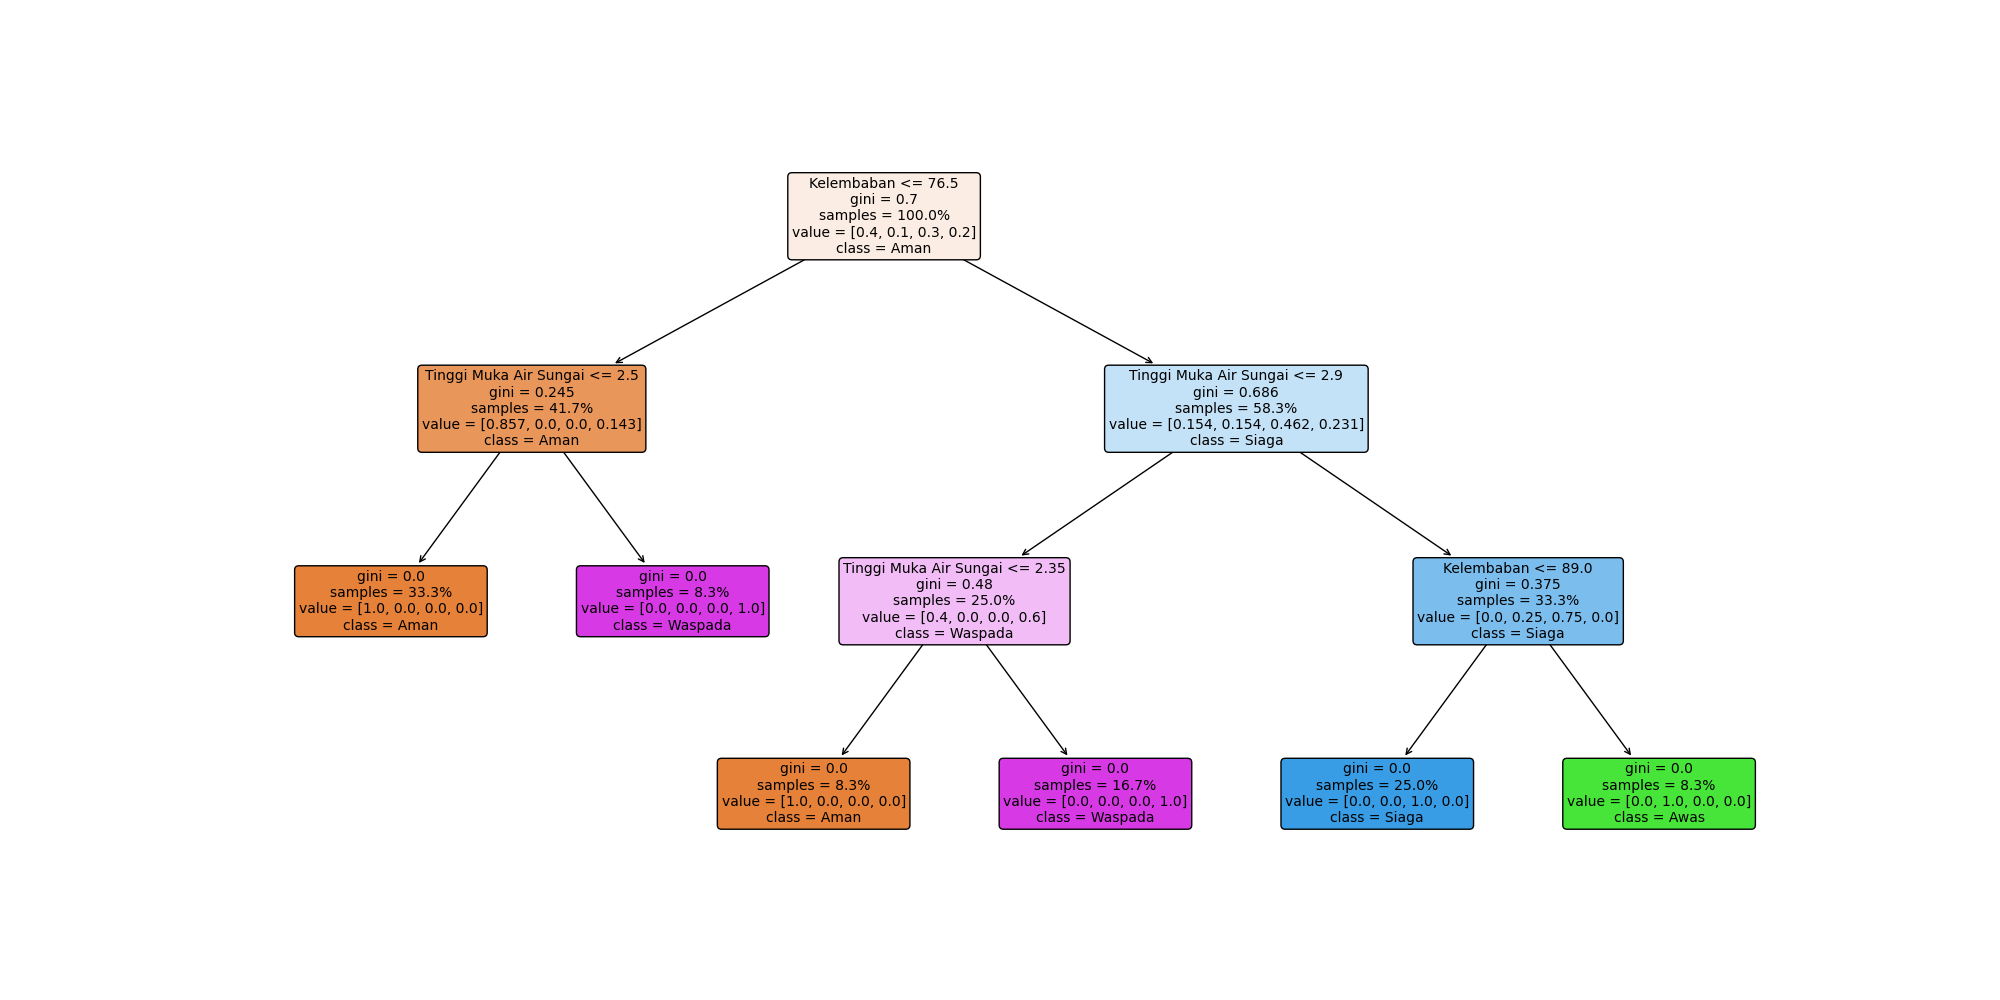 Kelembaban <= 76.5
gini = 0.7
samples = 100.0%
value = [0.4, 0.1, 0.3, 0.2]
class = Aman
Tinggi Muka Air Sungai <= 2.5
gini = 0.245
samples = 41.7%
value = [0.857, 0.0, 0.0, 0.143]
class = Aman
Tinggi Muka Air Sungai <= 2.9
gini = 0.686
samples = 58.3%
value = [0.154, 0.154, 0.462, 0.231]
class = Siaga
gini = 0.0
samples = 33.3%
value = [1.0, 0.0, 0.0, 0.0]
class = Aman
gini = 0.0
samples = 8.3%
value = [0.0, 0.0, 0.0, 1.0]
class = Waspada
Tinggi Muka Air Sungai <= 2.35
gini = 0.48
samples = 25.0%
value = [0.4, 0.0, 0.0, 0.6]
class = Waspada
Kelembaban <= 89.0
gini = 0.375
samples = 33.3%
value = [0.0, 0.25, 0.75, 0.0]
class = Siaga
gini = 0.0
samples = 8.3%
value = [1.0, 0.0, 0.0, 0.0]
class = Aman
gini = 0.0
samples = 16.7%
value = [0.0, 0.0, 0.0, 1.0]
class = Waspada
gini = 0.0
samples = 25.0%
value = [0.0, 0.0, 1.0, 0.0]
class = Siaga
gini = 0.0
samples = 8.3%
value = [0.0, 1.0, 0.0, 0.0]
class = Awas